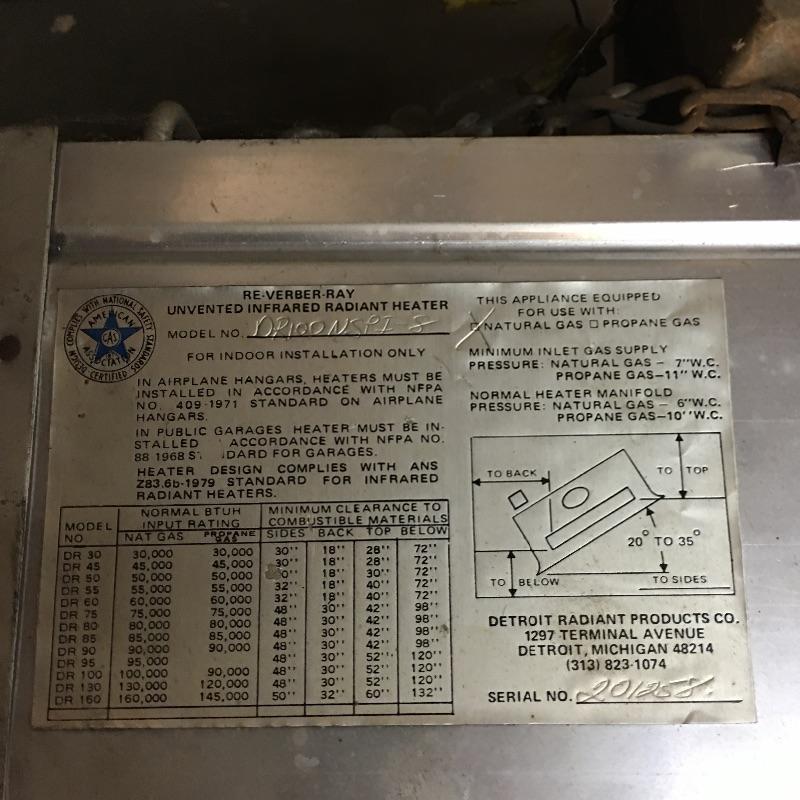 RE-VERBER-RAY
UNVENTED INFRARED RADIANT HEATER
MODEL NO.
FOR INDOOR INSTALLATION ONLY
COMPLIES WITH NATIONAL SAFETY STANDARDS
DESIGN CERTIFIED
AMERICAN
GAS
ASSOCIATION
IN AIRPLANE HANGARS, HEATERS MUST BE
INSTALLED IN ACCORDANCE WITH NFPA
NO. 409-1971 STANDARD ON AIRPLANE
HANGARS.
IN PUBLIC GARAGES HEATER MUST BE IN-
STALLED ACCORDANCE WITH NFPA NO.
88 1968 DARD FOR GARAGES.
HEATER DESIGN COMPLIES WITH ANS
Z83.6b-1979 STANDARD FOR INFRARED
RADIANT HEATERS.
MODEL NO NORMAL BTUH INPUT RATING MINIMUM CLEARANCE TO COMBUSTIBLE MATERIALS
NAT GAS PROPANE GAS SIDES BACK TOP BELOW
DR 30 30,000 30,000 30'' 18'' 28'' 72''
DR 45 45,000 45,000 30'' 18'' 28'' 72''
DR 50 50,000 50,000 0'' 18'' 30'' 72''
DR 55 55,000 55,000 32'' 18'' 40'' 72''
DR 60 60,000 60,000 32'' 18'' 40'' 72''
DR 75 75,000 75,000 48'' 30'' 42'' 98''
DR 80 80,000 80,000 48'' 30'' 42'' 98''
DR 85 85,000 85,000 48'' 30'' 42'' 98''
DR 90 90,000 90,000 48'' 30'' 42'' 98''
DR 95 95,000 48'' 30'' 52'' 120''
DR 100 100,000 90,000 48'' 30'' 52'' 120''
DR 130 130,000 120,000 48'' 30'' 52'' 120''
DR 160 160,000 145,000 50'' 32'' 60'' 132''
THIS APPLIANCE EQUIPPED
FOR USE WITH:
X NATURAL GAS □ PROPANE GAS
MINIMUM INLET GAS SUPPLY
PRESSURE: NATURAL GAS – 7''W.C.
PROPANE GAS–11'' W.C.
NORMAL HEATER MANIFOLD
PRESSURE: NATURAL GAS – 6''W.C.
PROPANE GAS–10''W.C.
TO BACK
TO TOP
20° TO 35°
TO BELOW
TO SIDES
DETROIT RADIANT PRODUCTS CO.
1297 TERMINAL AVENUE
DETROIT, MICHIGAN 48214
(313) 823-1074
SERIAL NO. 201258